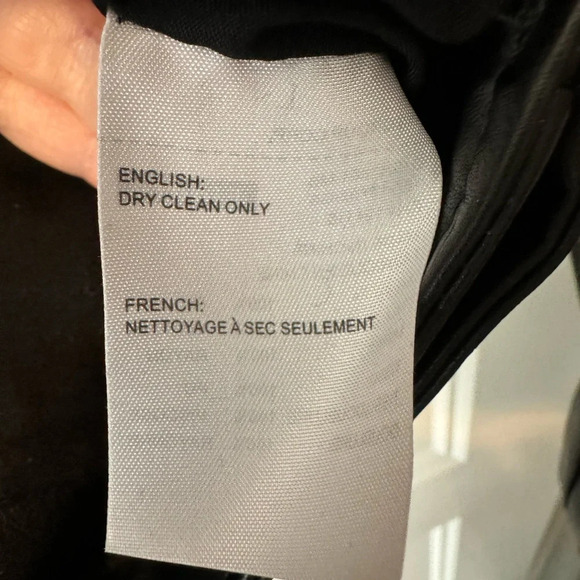 ENGLISH:
DRY CLEAN ONLY
FRENCH:
NETTOYAGE À SEC SEULEMENT